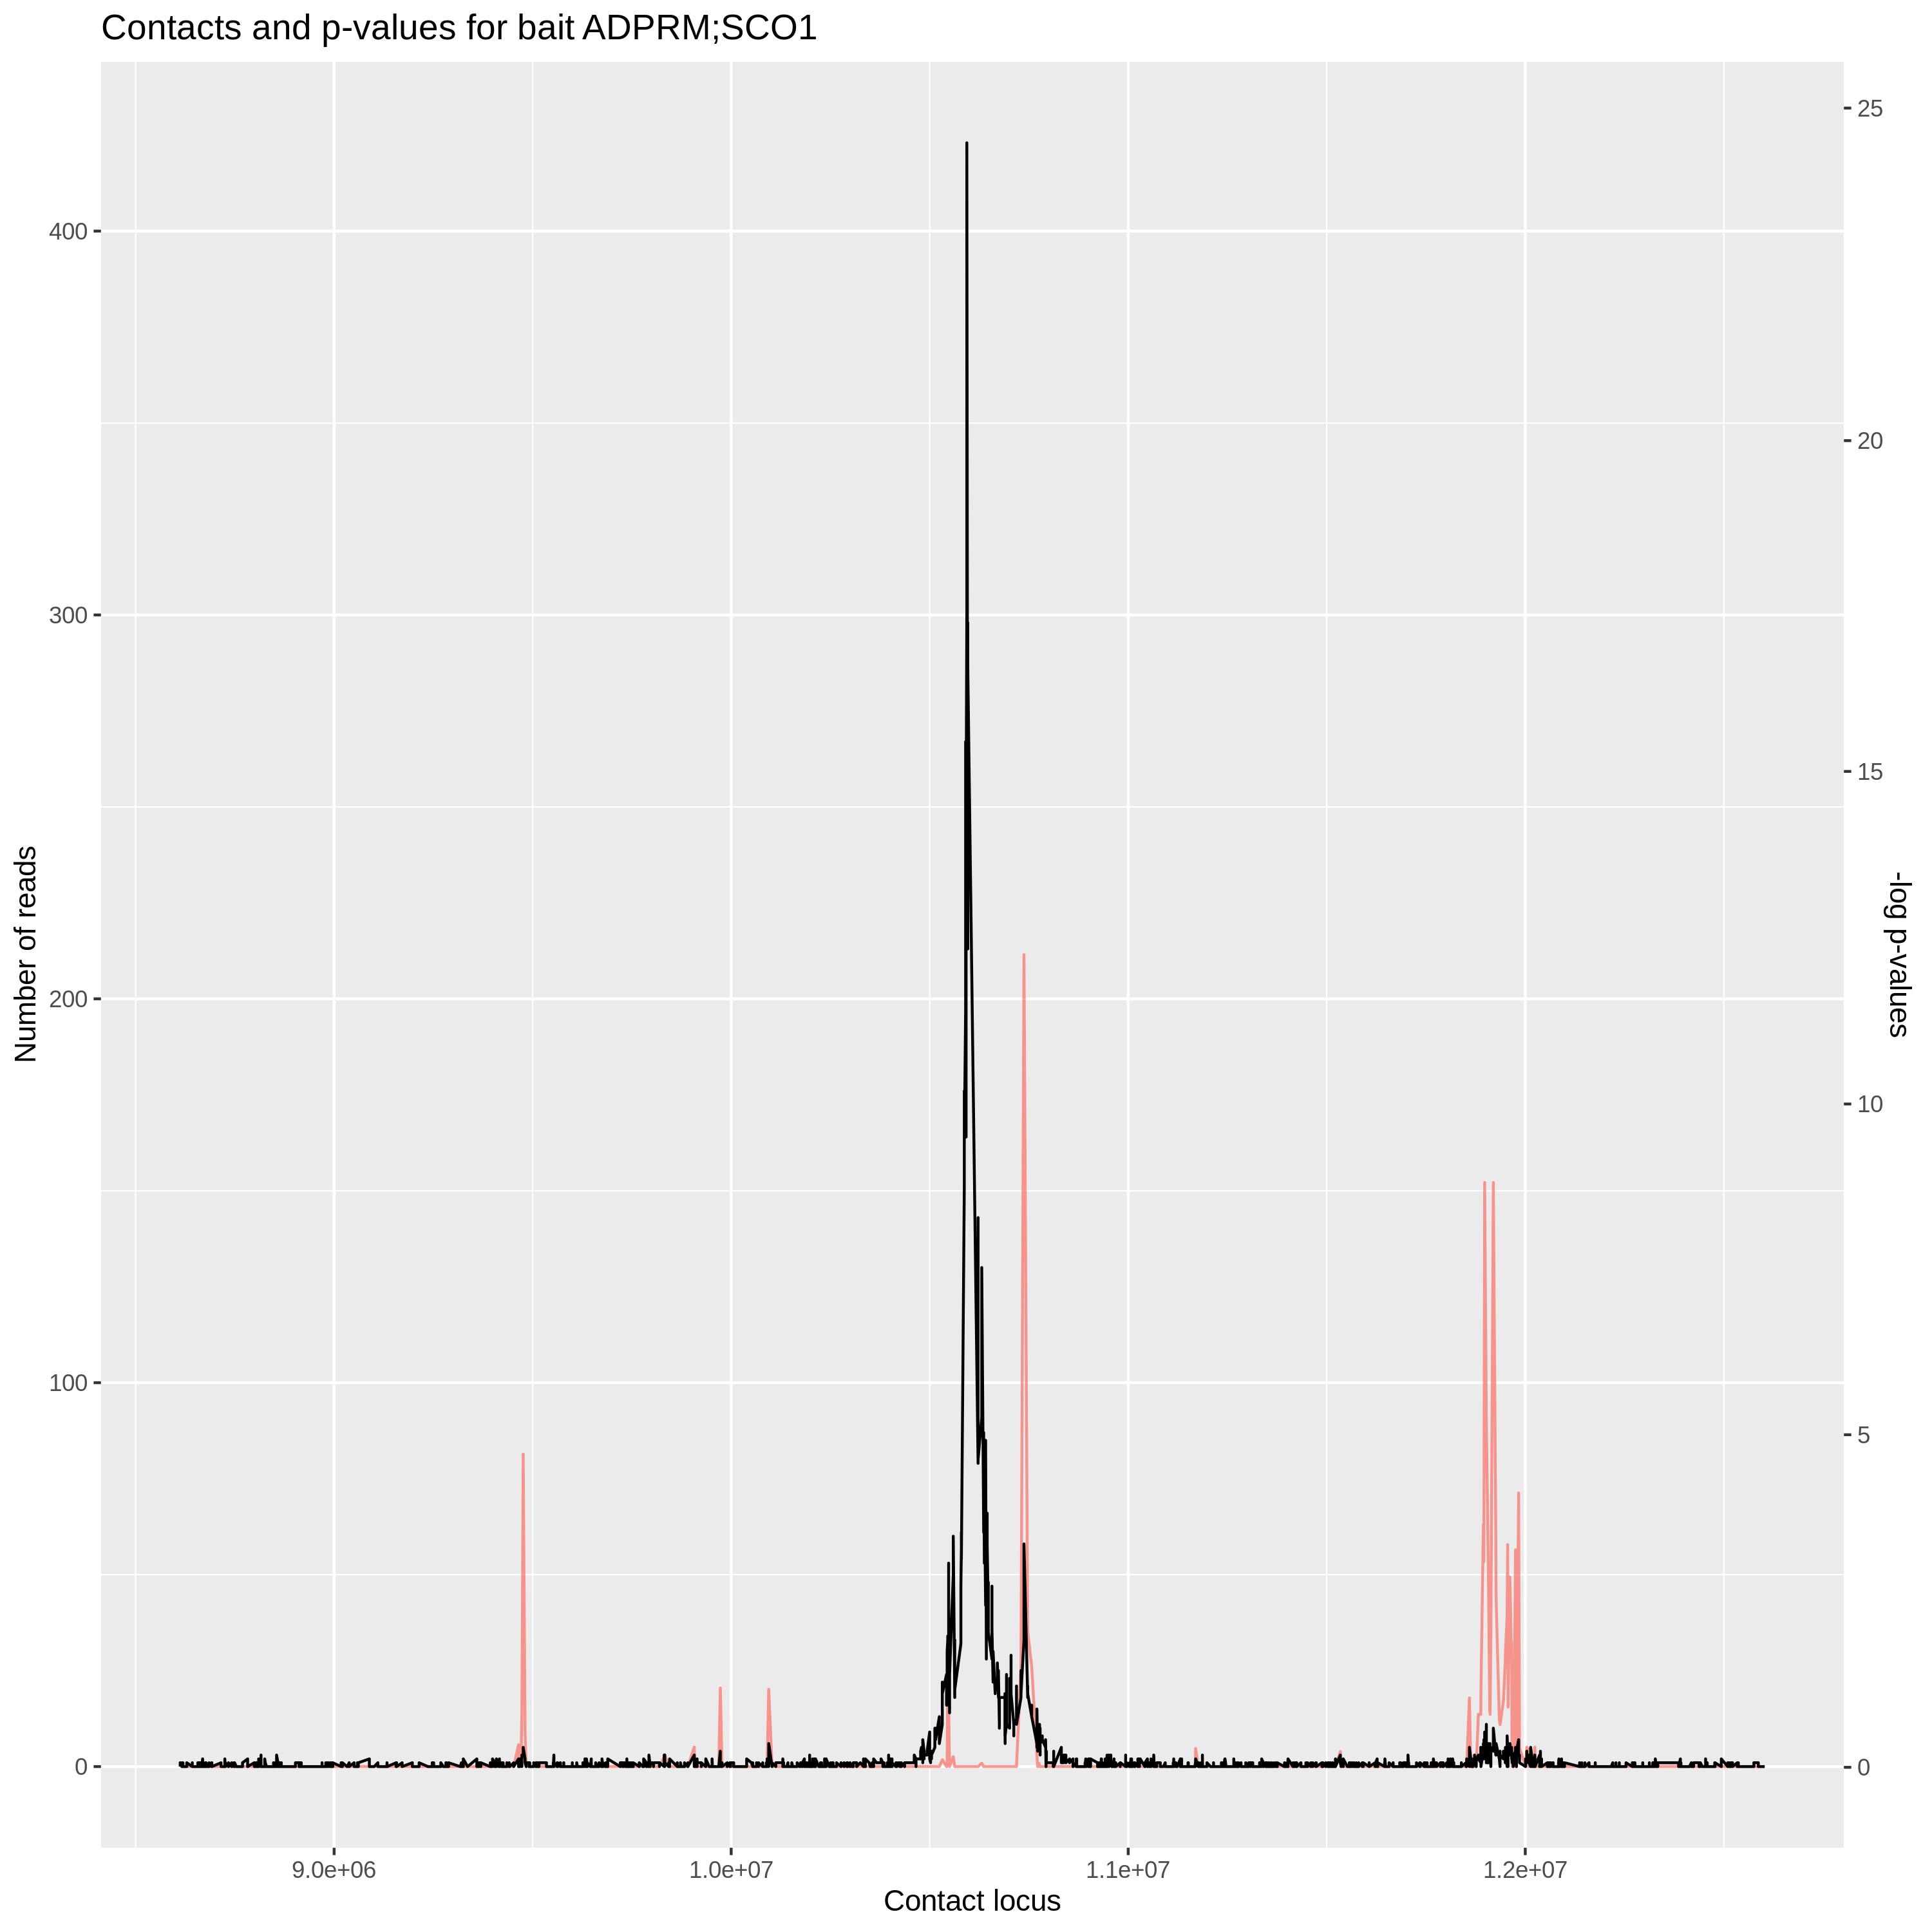 Contacts and p-values for bait ADPRM;SCO1
25
400
20
300
15
Number of reads
-log p-values
200
10
100
5
0
0
9.0e+06
1.0e+07
1.1e+07
1.2e+07
Contact locus